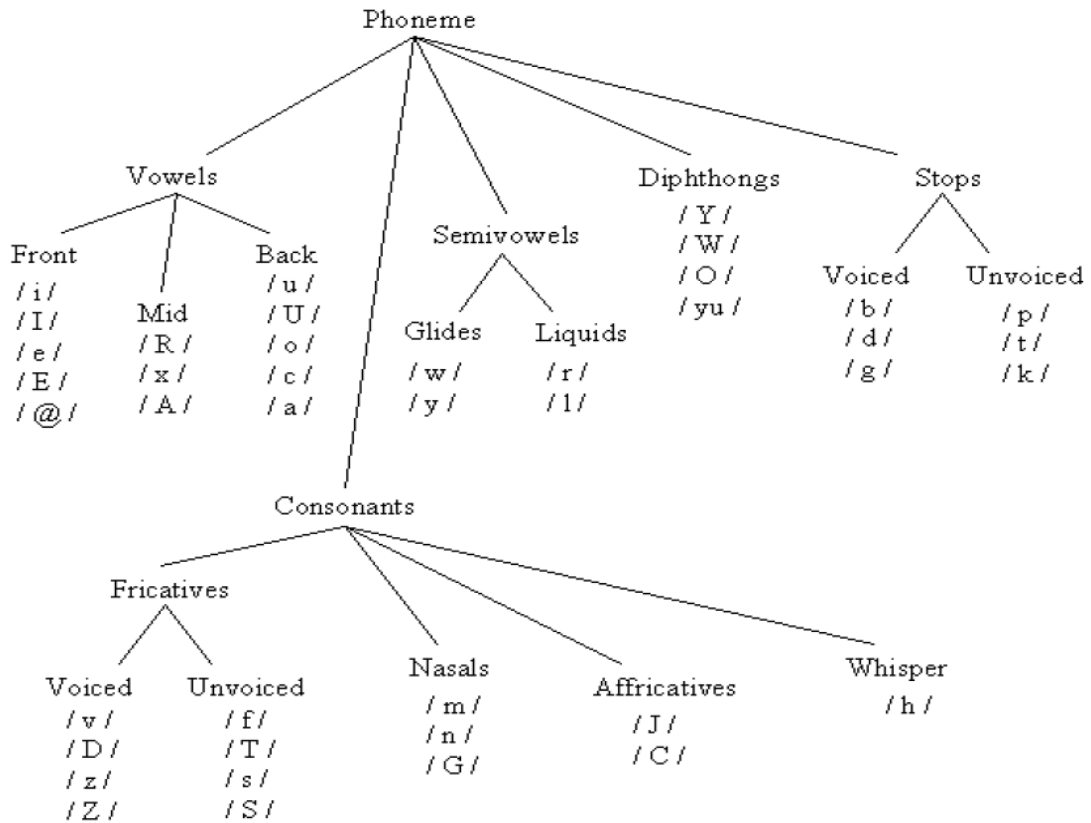 Phoneme
Vowels
Front
/ i /
/ I /
/ e /
/ E /
/ @ /
Mid
/ R /
/ x /
/ A /
Back
/ u /
/ U /
/ o /
/ c /
/ a /
Semivowels
Glides
/ w /
/ y /
Liquids
/ r /
/ l /
Diphthongs
/ Y /
/ W /
/ O /
/ yu /
Stops
Voiced
/ b /
/ d /
/ g /
Unvoiced
/ p /
/ t /
/ k /
Consonants
Fricatives
Voiced
/ v /
/ D /
/ z /
/ Z /
Unvoiced
/ f /
/ T /
/ s /
/ S /
Nasals
/ m /
/ n /
/ G /
Affricatives
/ J /
/ C /
Whisper
/ h /